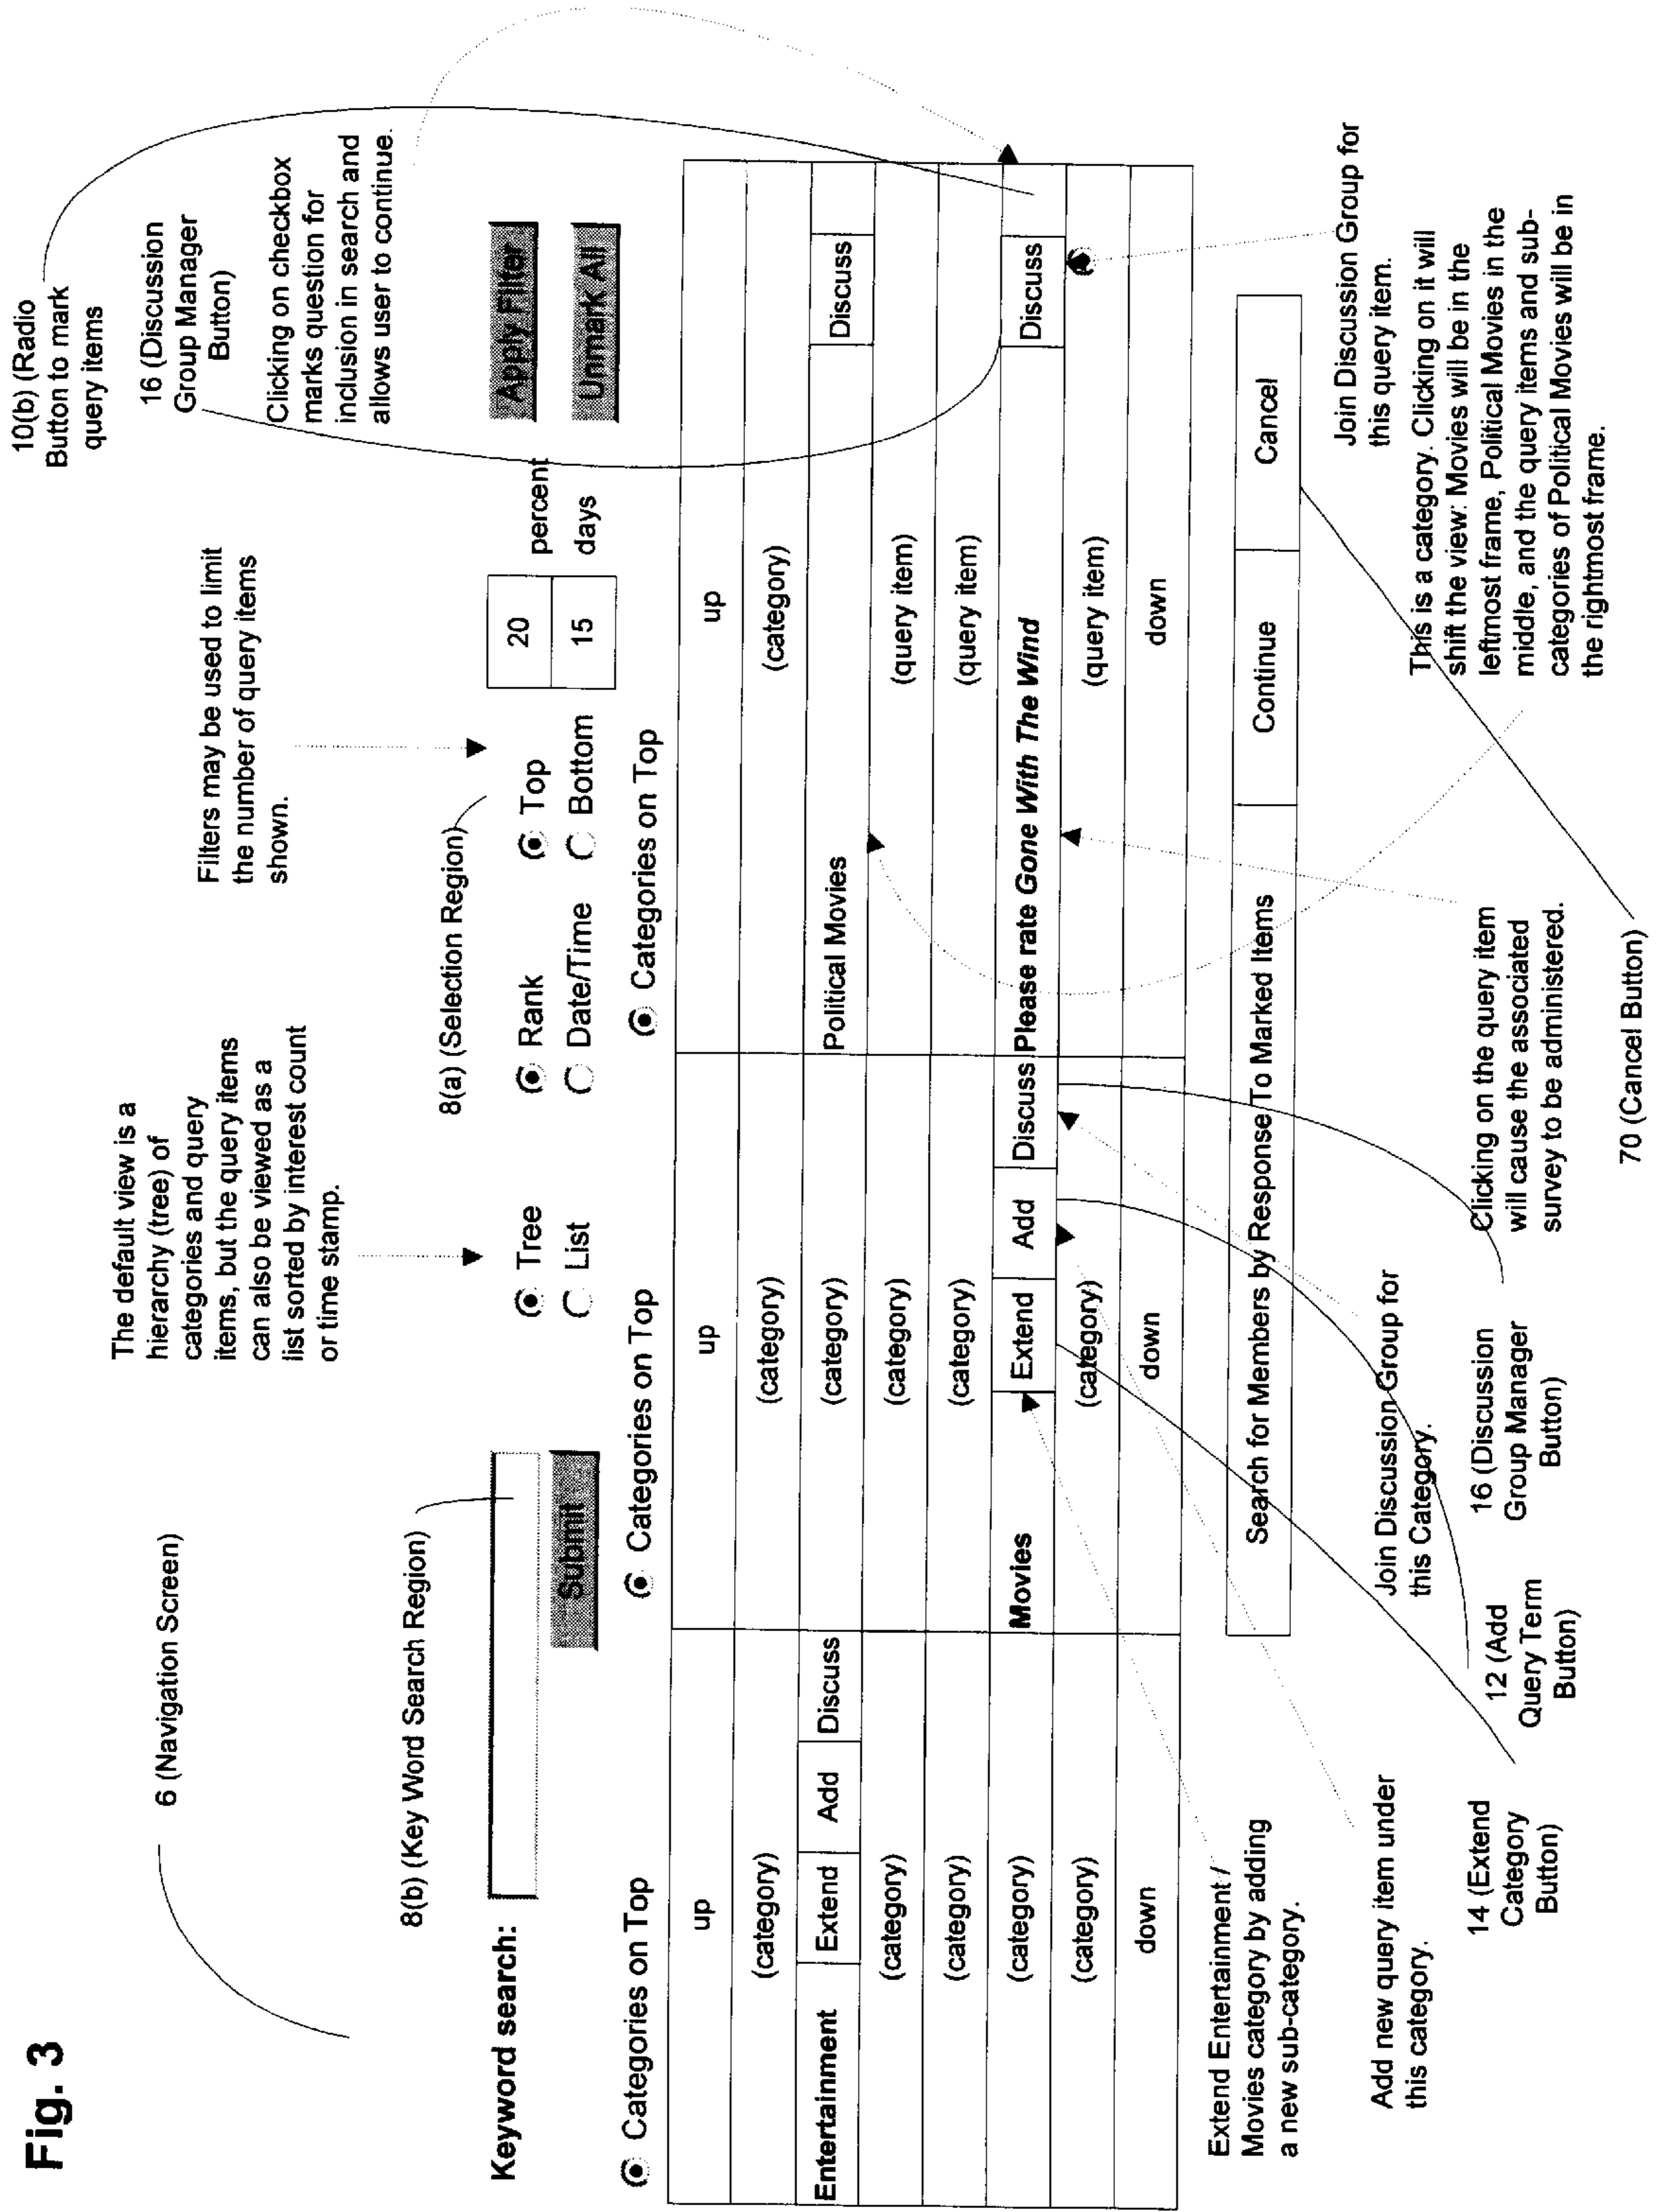 Fig. 3
6 (Navigation Screen)
The default view is a
hierarchy (tree) of
categories and query
items, but the query items
can also be viewed as a
list sorted by interest count
or time stamp.
Filters may be used to limit
the number of query items
shown.
10(b) (Radio
Button to mark
query items
16 (Discussion
Group Manager
Button)
Clicking on checkbox
marks question for
inclusion in search and
allows user to continue.
8(b) (Key Word Search Region)
8(a) (Selection Region)
Keyword search:
Submit
Tree
List
Rank
Date/Time
Top
Bottom
20 percent
15 days
Apply Filter
Unmark All
Categories on Top
Categories on Top
Categories on Top
up up up
(category) (category) (category)
Entertainment Extend Add Discuss (category) Political Movies Discuss
(category) (category) (query item)
(category) (category) (query item)
(category) Movies Extend Add Discuss Please rate Gone With The Wind Discuss
(category) (category) (query item)
down down down
Search for Members by Response To Marked Items Continue Cancel
Extend Entertainment /
Movies category by adding
a new sub-category.
Add new query item under
this category.
14 (Extend
Category
Button)
12 (Add
Query Term
Button)
Join Discussion Group for
this Category.
16 (Discussion
Group Manager
Button)
Clicking on the query item
will cause the associated
survey to be administered.
70 (Cancel Button)
Join Discussion Group for
this query item.
This is a category. Clicking on it will
shift the view: Movies will be in the
leftmost frame, Political Movies in the
middle, and the query items and sub-
categories of Political Movies will be in
the rightmost frame.